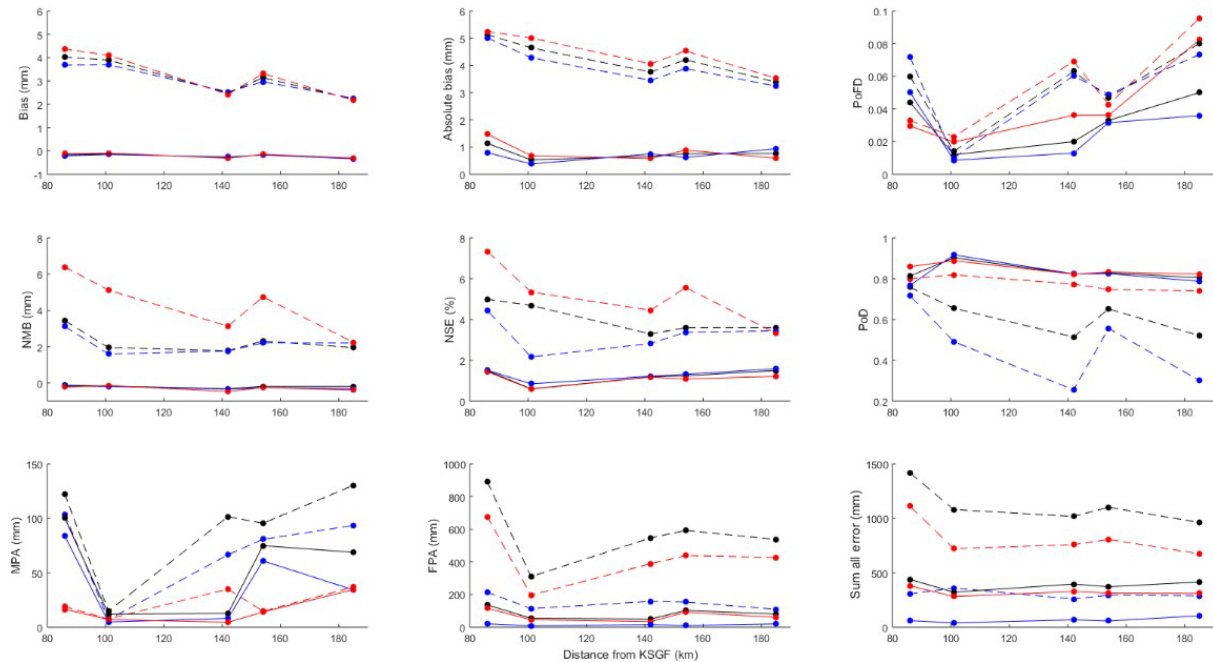 Bias (mm)
6
5
4
3
2
1
0
-1
80 100 120 140 160 180
Absolute bias (mm)
6
5
4
3
2
1
0
80 100 120 140 160 180
PoFD
0.1
0.08
0.06
0.04
0.02
0
80 100 120 140 160 180
NMB (mm)
8
6
4
2
0
80 100 120 140 160 180
NSE (%)
8
6
4
2
0
80 100 120 140 160 180
PoD
1
0.8
0.6
0.4
0.2
80 100 120 140 160 180
MPA (mm)
150
100
50
0
80 100 120 140 160 180
FPA (mm)
1000
800
600
400
200
0
80 100 120 140 160 180
Distance from KSGF (km)
Sum all error (mm)
1500
1000
500
0
80 100 120 140 160 180